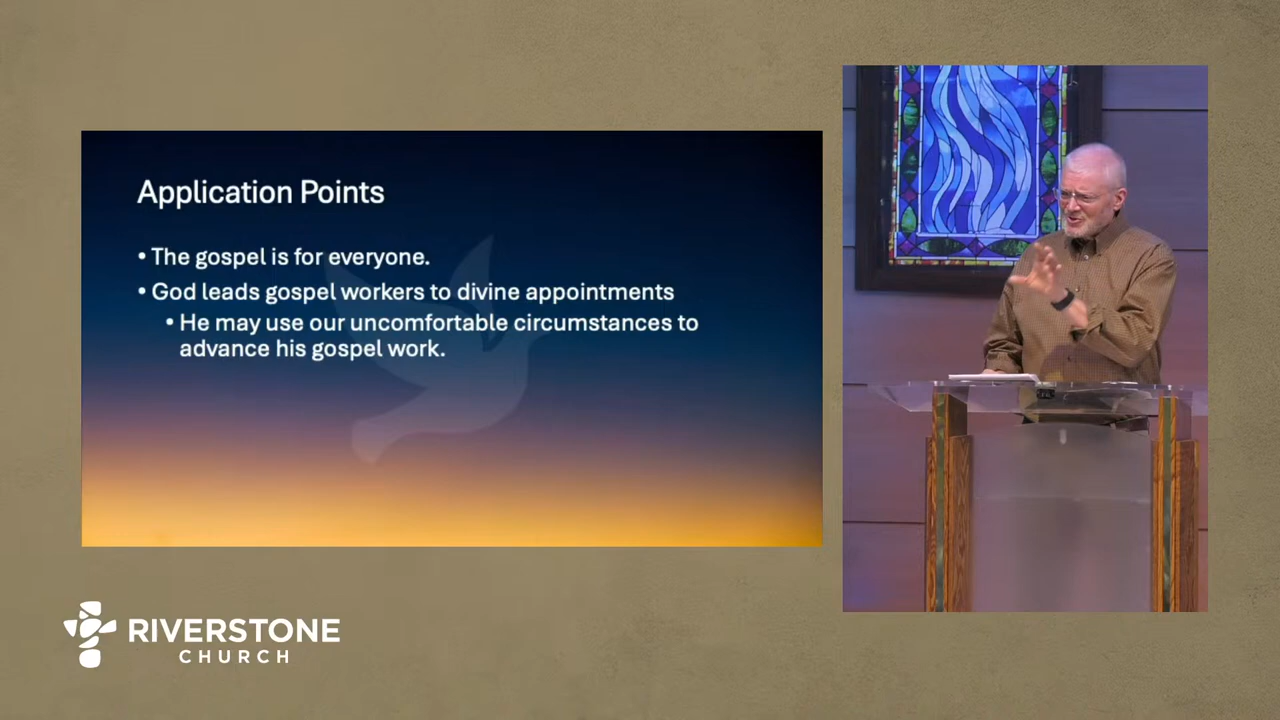 Application Points
• The gospel is for everyone.
• God leads gospel workers to divine appointments
• He may use our uncomfortable circumstances to
advance his gospel work.
RIVERSTONE
CHURCH